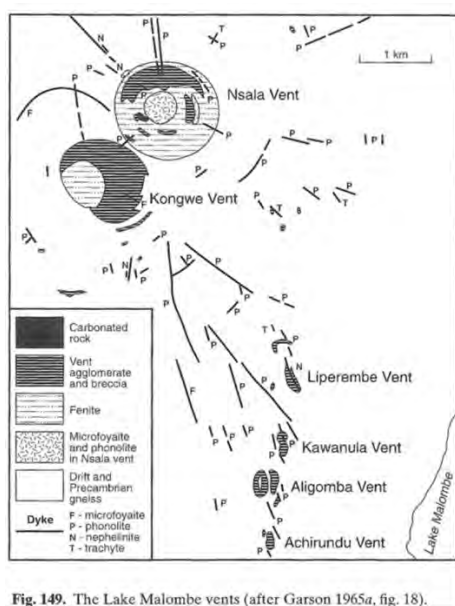 T
P
P
P
N
N
P
P
P
1 km
Nsala Vent
F
P
P
P
P
P
P
P
P
Kongwe Vent
F
T
P
T
P
N
P
P
P
P
P
P
P
T
N
Liperembe Vent
F
P
P
P
P
P
P
Kawanula Vent
Aligomba Vent
P
P
Achirundu Vent
P
Lake Malombe
Carbonated
rock
Vent
agglomerate
and breccia
Fenite
Microfoyaite
and phonolite
in Nsala vent
Drift and
Precambrian
gneiss
Dyke
F - microfoyaite
P - phonolite
N - nephelinite
T - trachyte
Fig. 149. The Lake Malombe vents (after Garson 1965a, fig. 18).